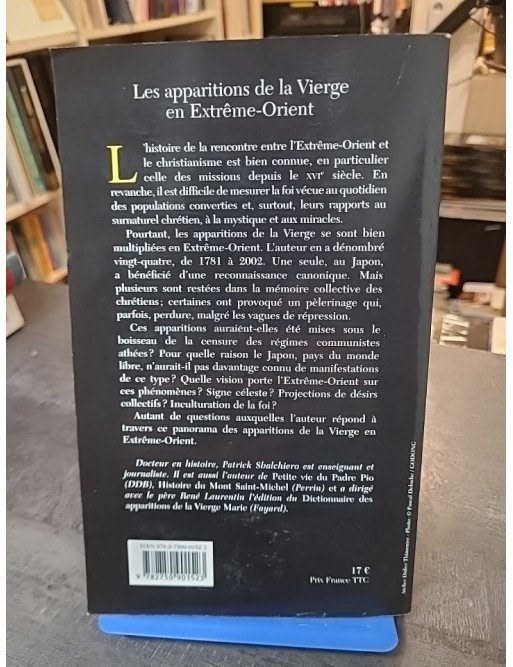 Les apparitions de la Vierge
en Extrême-Orient
L'histoire de la rencontre entre l'Extrême-Orient et
le christianisme est bien connue, en particulier
celle des missions depuis le XVIe siècle. En
revanche, il est difficile de mesurer la foi vécue au quotidien
des populations converties et, surtout, leurs rapports au
surnaturel chrétien, à la mystique et aux miracles.
Pourtant, les apparitions de la Vierge se sont bien
multipliées en Extrême-Orient. L'auteur en a dénombré
vingt-quatre, de 1781 à 2002. Une seule, au Japon,
a bénéficié d'une reconnaissance canonique. Mais
plusieurs sont restées dans la mémoire collective des
chrétiens ; certaines ont provoqué un pèlerinage qui,
parfois, perdure, malgré les vagues de répression.
Ces apparitions auraient-elles été mises sous le
boisseau de la censure des régimes communistes
athées ? Pour quelle raison le Japon, pays du monde
libre, n'aurait-il pas davantage connu de manifestations
de ce type ? Quelle vision porte l'Extrême-Orient sur
ces phénomènes ? Signe céleste ? Projections de désirs
collectifs ? Inculturation de la foi ?
Autant de questions auxquelles l'auteur répond à
travers ce panorama des apparitions de la Vierge en
Extrême-Orient.
Docteur en histoire, Patrick Sbalchiero est enseignant et
journaliste. Il est aussi l'auteur de Petite vie du Padre Pio
(DDB), Histoire du Mont Saint-Michel (Perrin) et a dirigé
avec le père René Laurentin l'édition du Dictionnaire des
apparitions de la Vierge Marie (Fayard).
9 782750 901523
17 €
Prix France TTC